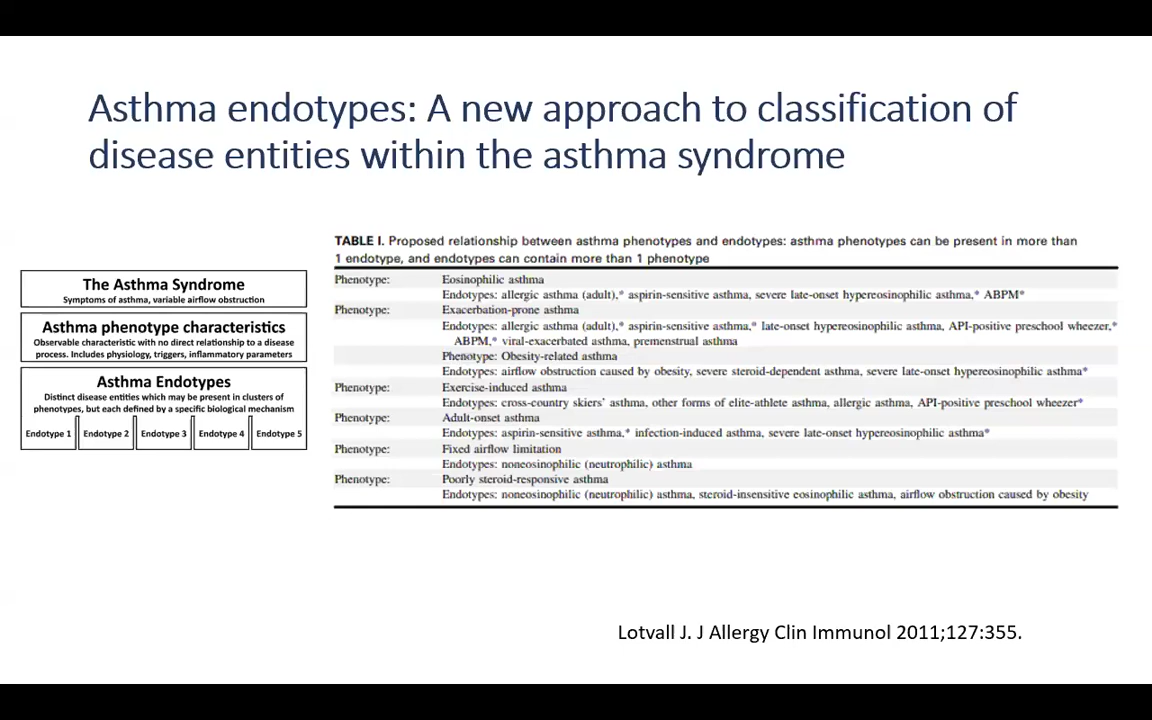 Asthma endotypes: A new approach to classification of
disease entities within the asthma syndrome
The Asthma Syndrome
Symptoms of asthma, variable airflow obstruction
Asthma phenotype characteristics
Observable characteristic with no direct relationship to a disease
process. Includes physiology, triggers, inflammatory parameters
Asthma Endotypes
Distinct disease entities which may be present in clusters of
phenotypes, but each defined by a specific biological mechanism
Endotype 1 Endotype 2 Endotype 3 Endotype 4 Endotype 5
TABLE I. Proposed relationship between asthma phenotypes and endotypes: asthma phenotypes can be present in more than
1 endotype, and endotypes can contain more than 1 phenotype
Phenotype: Eosinophilic asthma
Endotypes: allergic asthma (adult),* aspirin-sensitive asthma, severe late-onset hypereosinophilic asthma,* ABPM*
Phenotype: Exacerbation-prone asthma
Endotypes: allergic asthma (adult),* aspirin-sensitive asthma,* late-onset hypereosinophilic asthma, API-positive preschool wheezer,*
ABPM,* viral-exacerbated asthma, premenstrual asthma
Phenotype: Obesity-related asthma
Endotypes: airflow obstruction caused by obesity, severe steroid-dependent asthma, severe late-onset hypereosinophilic asthma*
Phenotype: Exercise-induced asthma
Endotypes: cross-country skiers' asthma, other forms of elite-athlete asthma, allergic asthma, API-positive preschool wheezer*
Phenotype: Adult-onset asthma
Endotypes: aspirin-sensitive asthma,* infection-induced asthma, severe late-onset hypereosinophilic asthma*
Phenotype: Fixed airflow limitation
Endotypes: noneosinophilic (neutrophilic) asthma
Phenotype: Poorly steroid-responsive asthma
Endotypes: noneosinophilic (neutrophilic) asthma, steroid-insensitive eosinophilic asthma, airflow obstruction caused by obesity
Lotvall J. J Allergy Clin Immunol 2011;127:355.